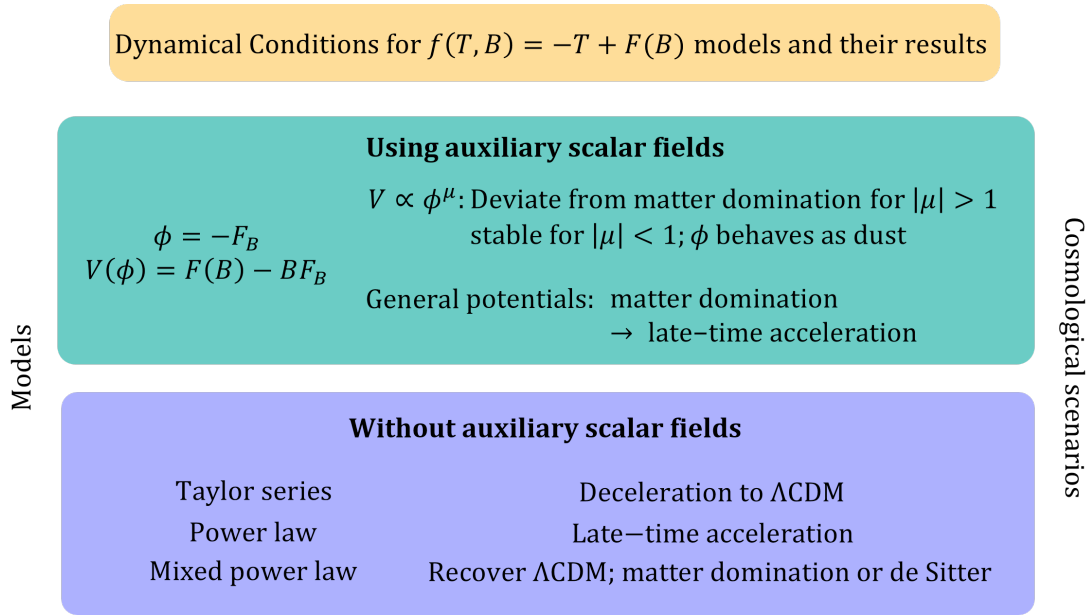 Dynamical Conditions for f(T, B) = −T + F(B) models and their results
Using auxiliary scalar fields
ϕ = −F_B
V(ϕ) = F(B) − BF_B
V ∝ ϕ^μ: Deviate from matter domination for |μ| > 1
stable for |μ| < 1; ϕ behaves as dust
General potentials: matter domination
→ late−time acceleration
Models
Cosmological scenarios
Without auxiliary scalar fields
Taylor series Deceleration to ΛCDM
Power law Late−time acceleration
Mixed power law Recover ΛCDM; matter domination or de Sitter